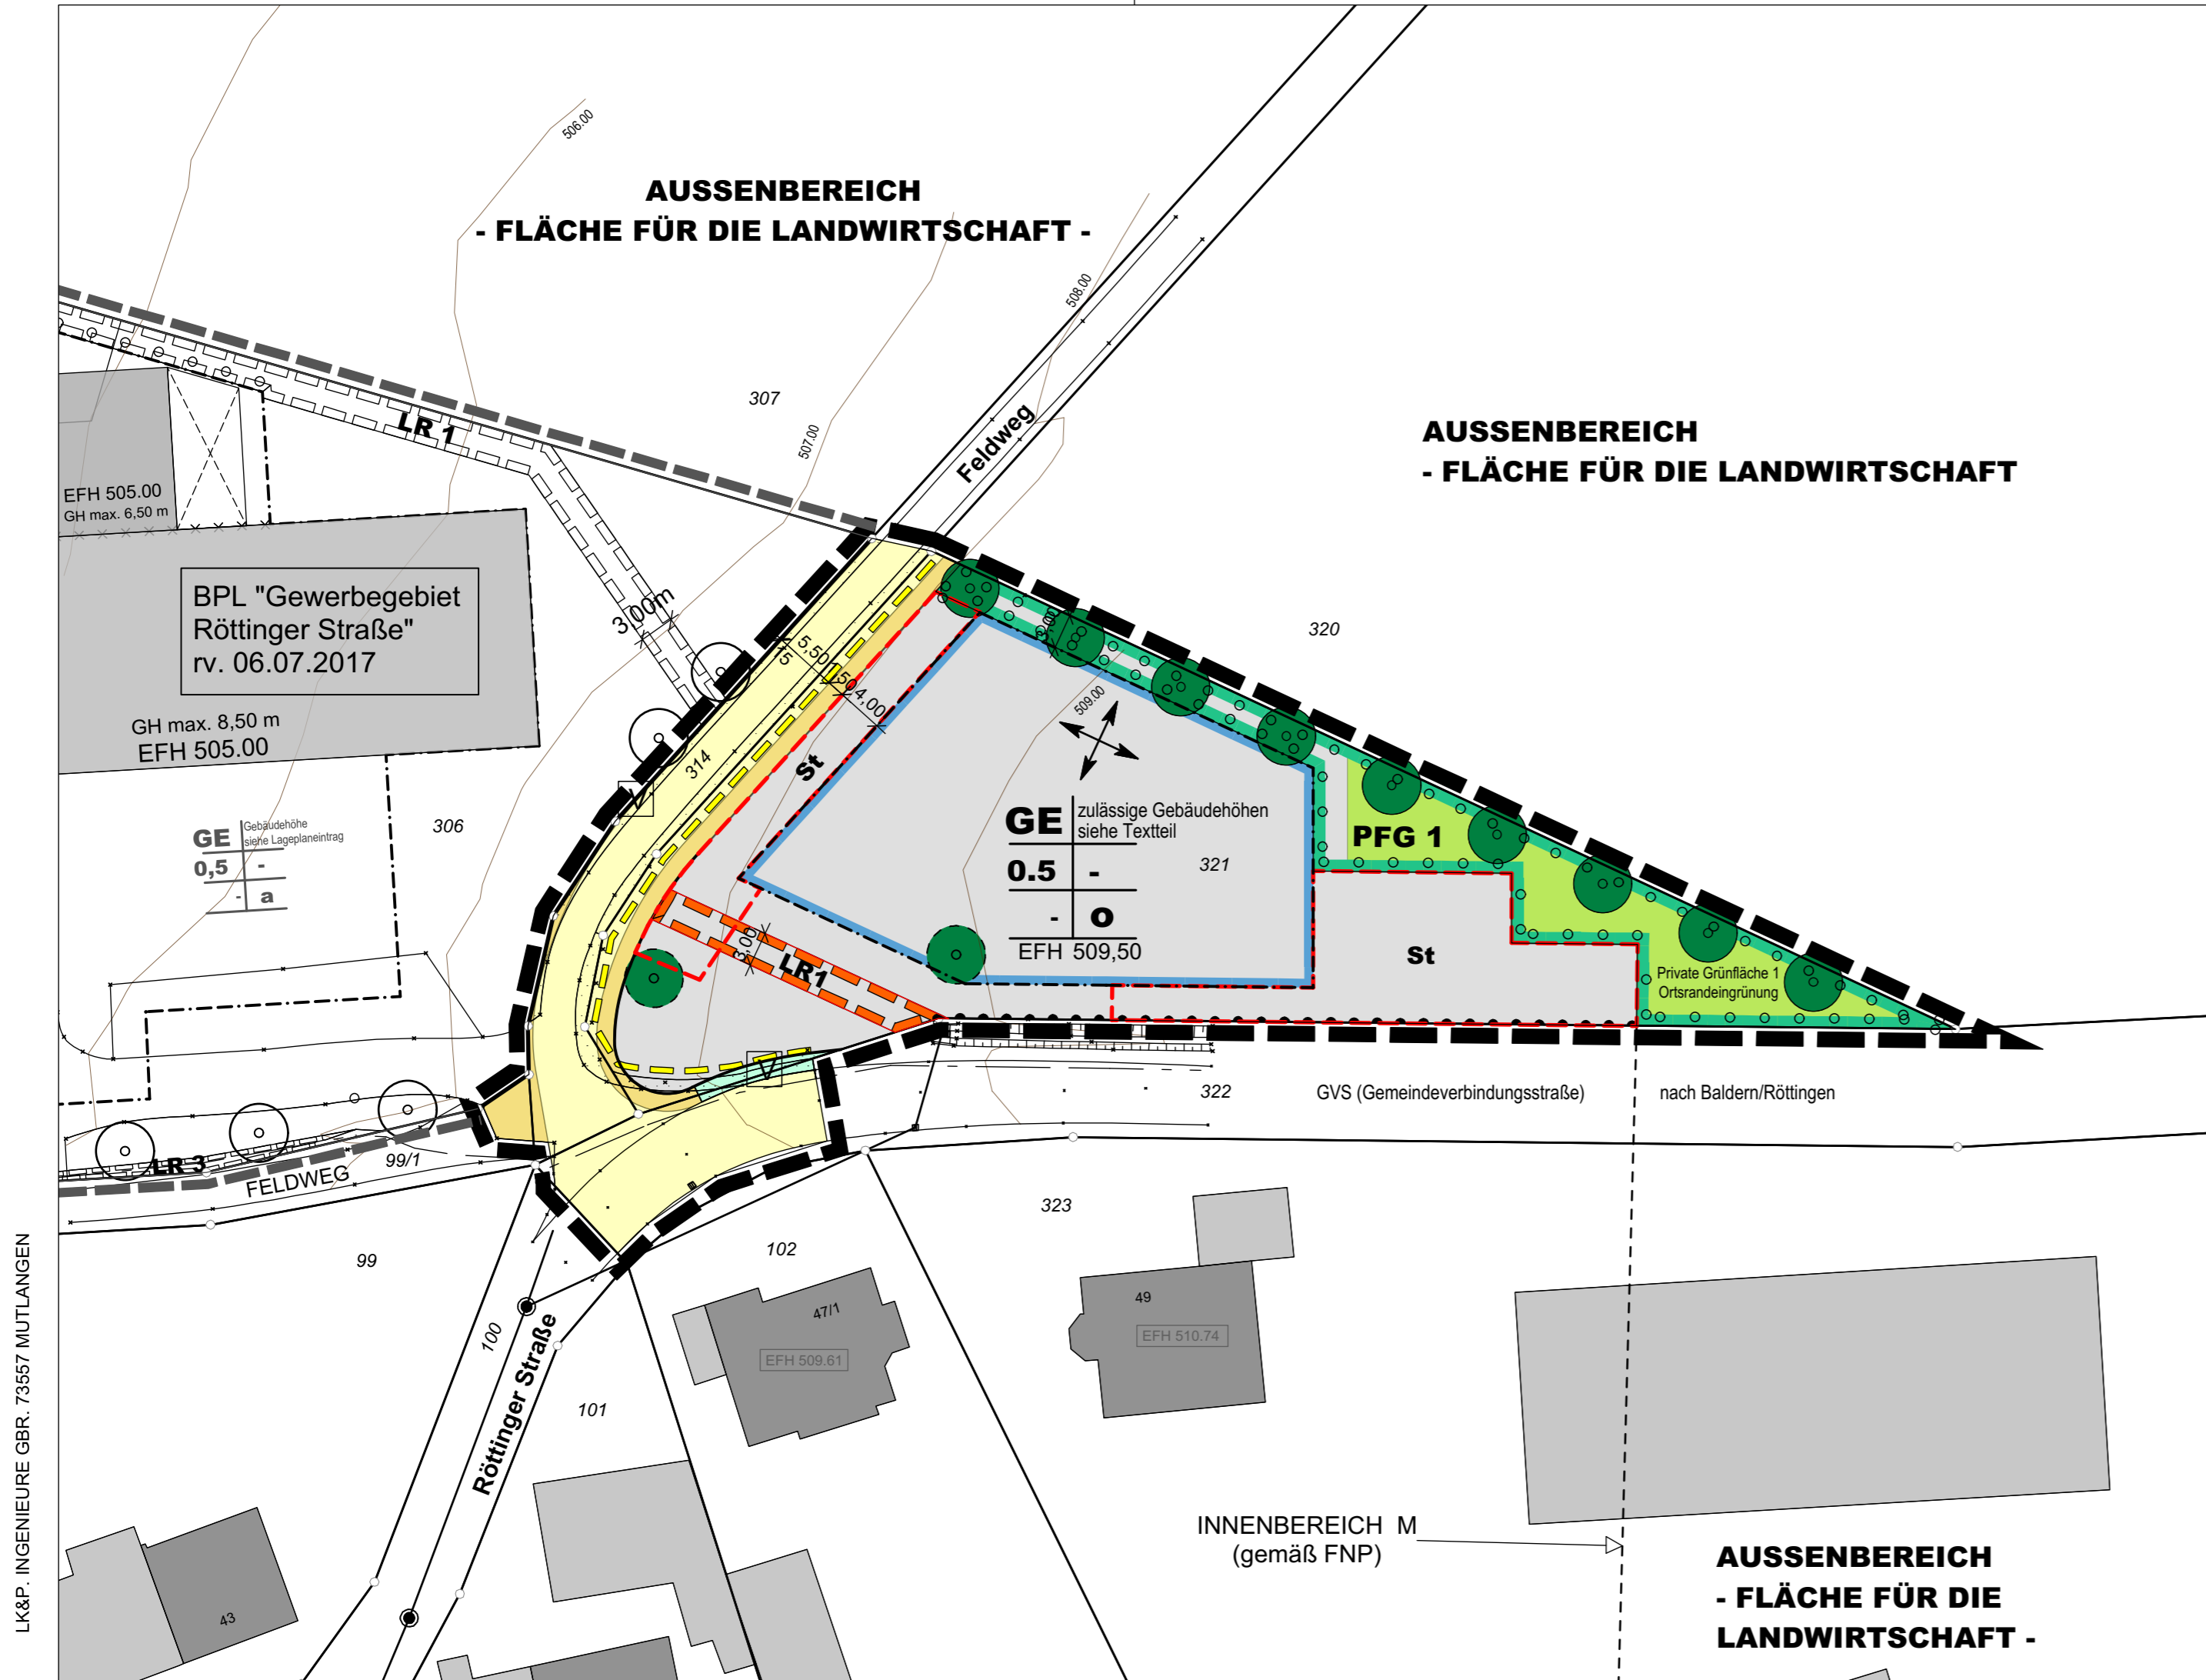 506.00
AUSSENBEREICH
- FLÄCHE FÜR DIE LANDWIRTSCHAFT -
508.00
307
507.00
Feldweg
AUSSENBEREICH
- FLÄCHE FÜR DIE LANDWIRTSCHAFT
LR 1
EFH 505.00
GH max. 6,50 m
BPL "Gewerbegebiet
Röttinger Straße"
rv. 06.07.2017
3.00m
320
GH max. 8,50 m
EFH 505.00
5,50
4,00
3,00
509.00
314
St
V
306
GE
Gebäudehöhe
siehe Lageplaneintrag
0,5 -
- a
GE
zulässige Gebäudehöhen
siehe Textteil
0.5 -
- o
EFH 509,50
321
PFG 1
3,00
LR1
St
Private Grünfläche 1
Ortsrandeingrünung
V
322
GVS (Gemeindeverbindungsstraße)
nach Baldern/Röttingen
LR 3
FELDWEG
99/1
323
99
102
100
Röttinger Straße
47/1
EFH 509.61
49
EFH 510.74
101
43
INNENBEREICH M
(gemäß FNP)
AUSSENBEREICH
- FLÄCHE FÜR DIE
LANDWIRTSCHAFT -
LK&P. INGENIEURE GBR. 73557 MUTLANGEN